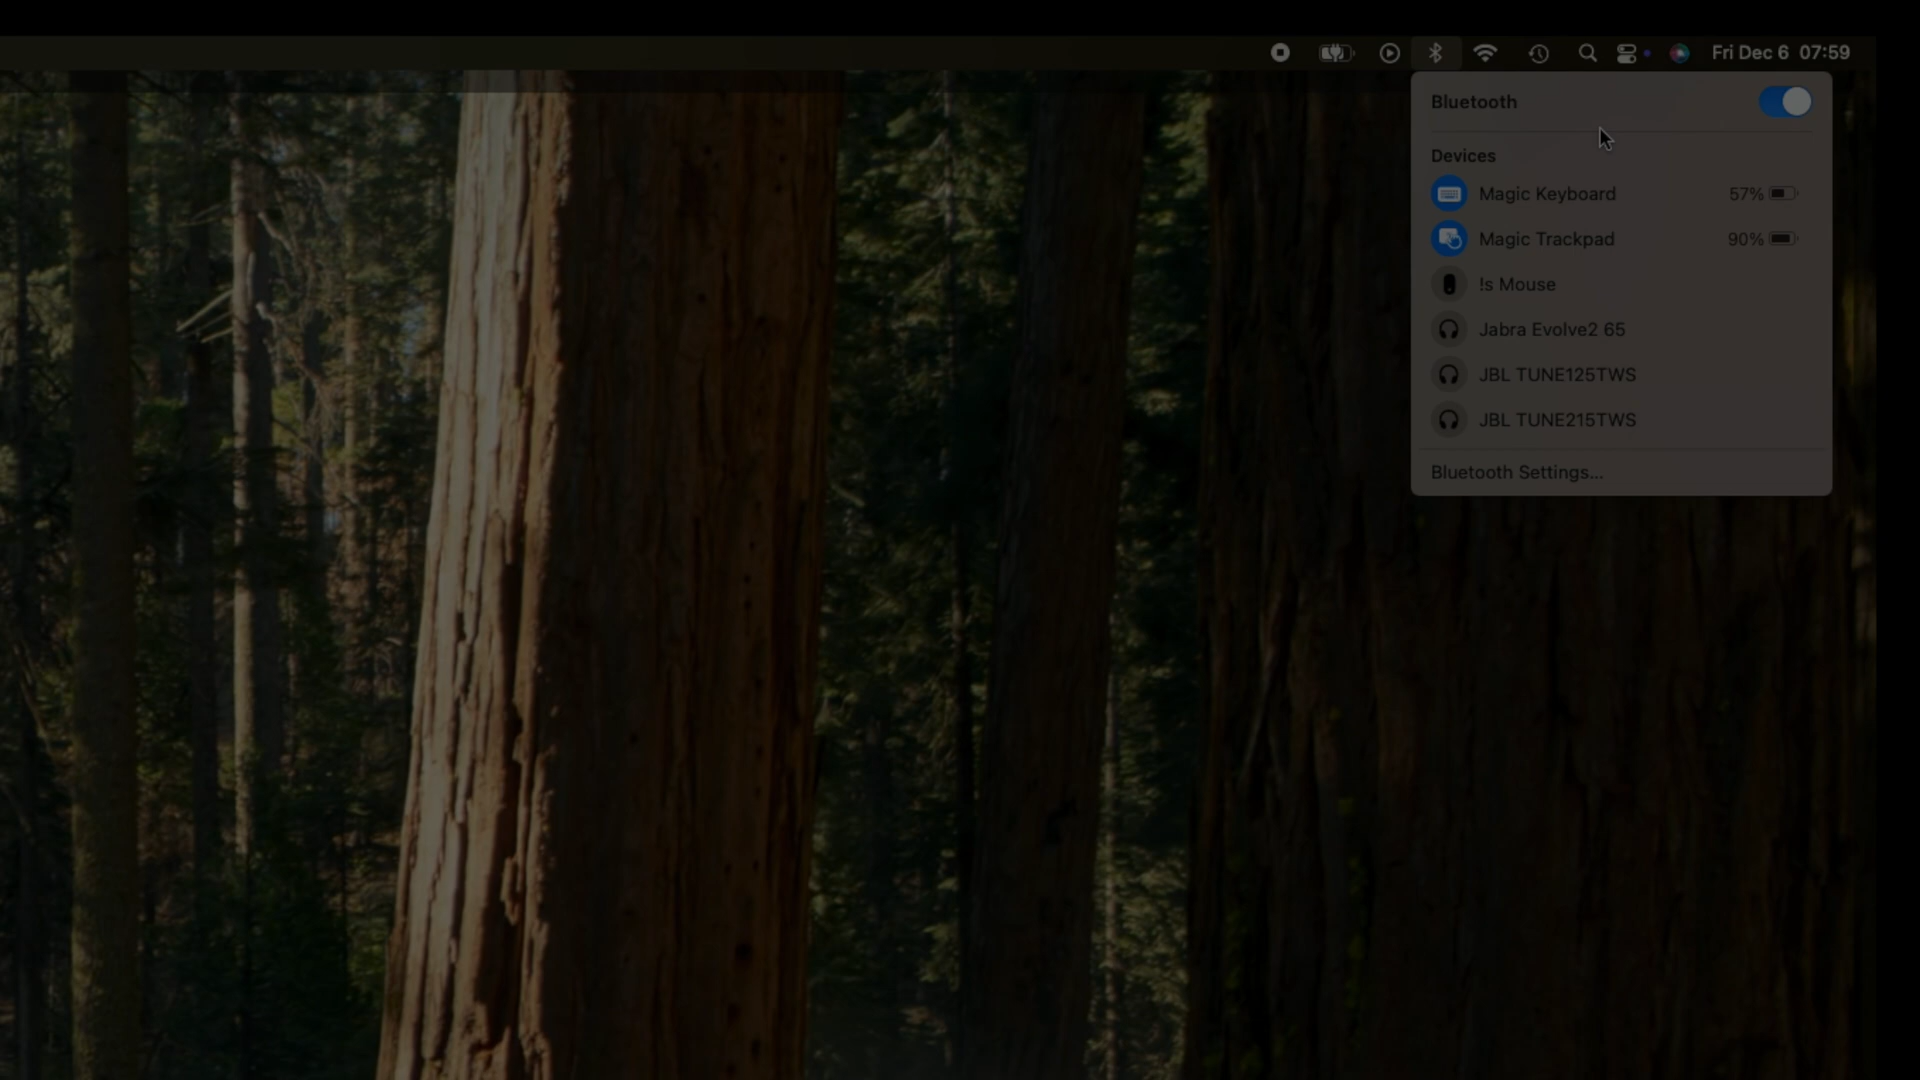 Fri Dec 6 07:59
Bluetooth
Devices
Magic Keyboard 57%
Magic Trackpad 90%
!s Mouse
Jabra Evolve2 65
JBL TUNE125TWS
JBL TUNE215TWS
Bluetooth Settings...